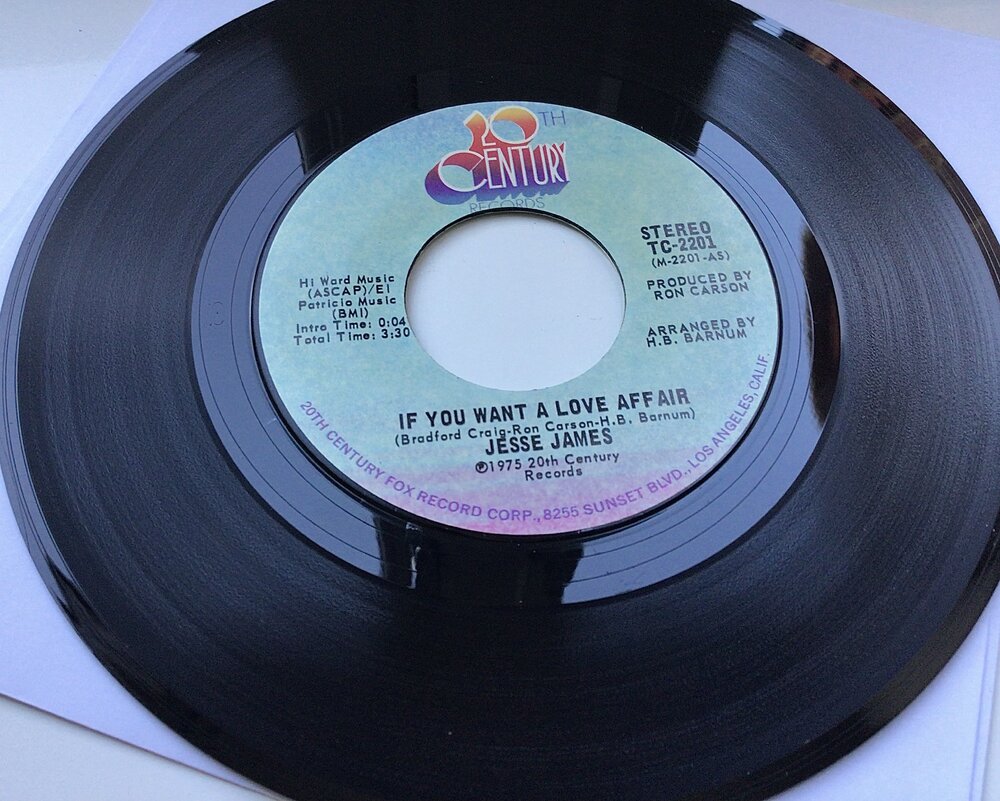 20TH
CENTURY
RECORDS
STEREO
TC-2201
(M-2201-AS)
PRODUCED BY
RON CARSON
ARRANGED BY
H.B. BARNUM
Hi Ward Music
(ASCAP)/El
Patricio Music
(BMI)
Intro Time: 0:04
Total Time: 3:30
IF YOU WANT A LOVE AFFAIR
(Bradford Craig-Ron Carson-H.B. Barnum)
JESSE JAMES
℗1975 20th Century
Records
20TH CENTURY FOX RECORD CORP., 8255 SUNSET BLVD., LOS ANGELES, CALIF.